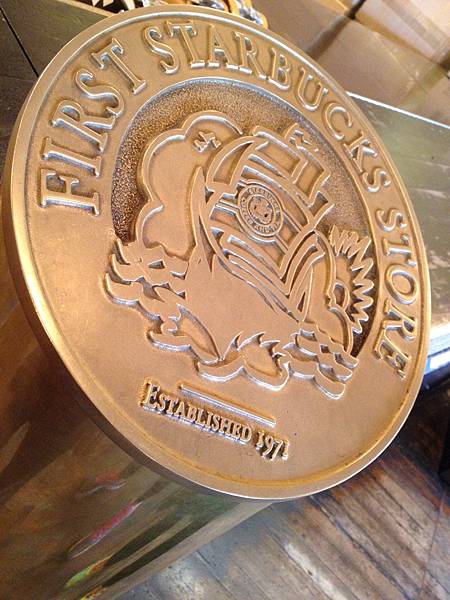 FIRST STARBUCKS STORE
ESTABLISHED 1971